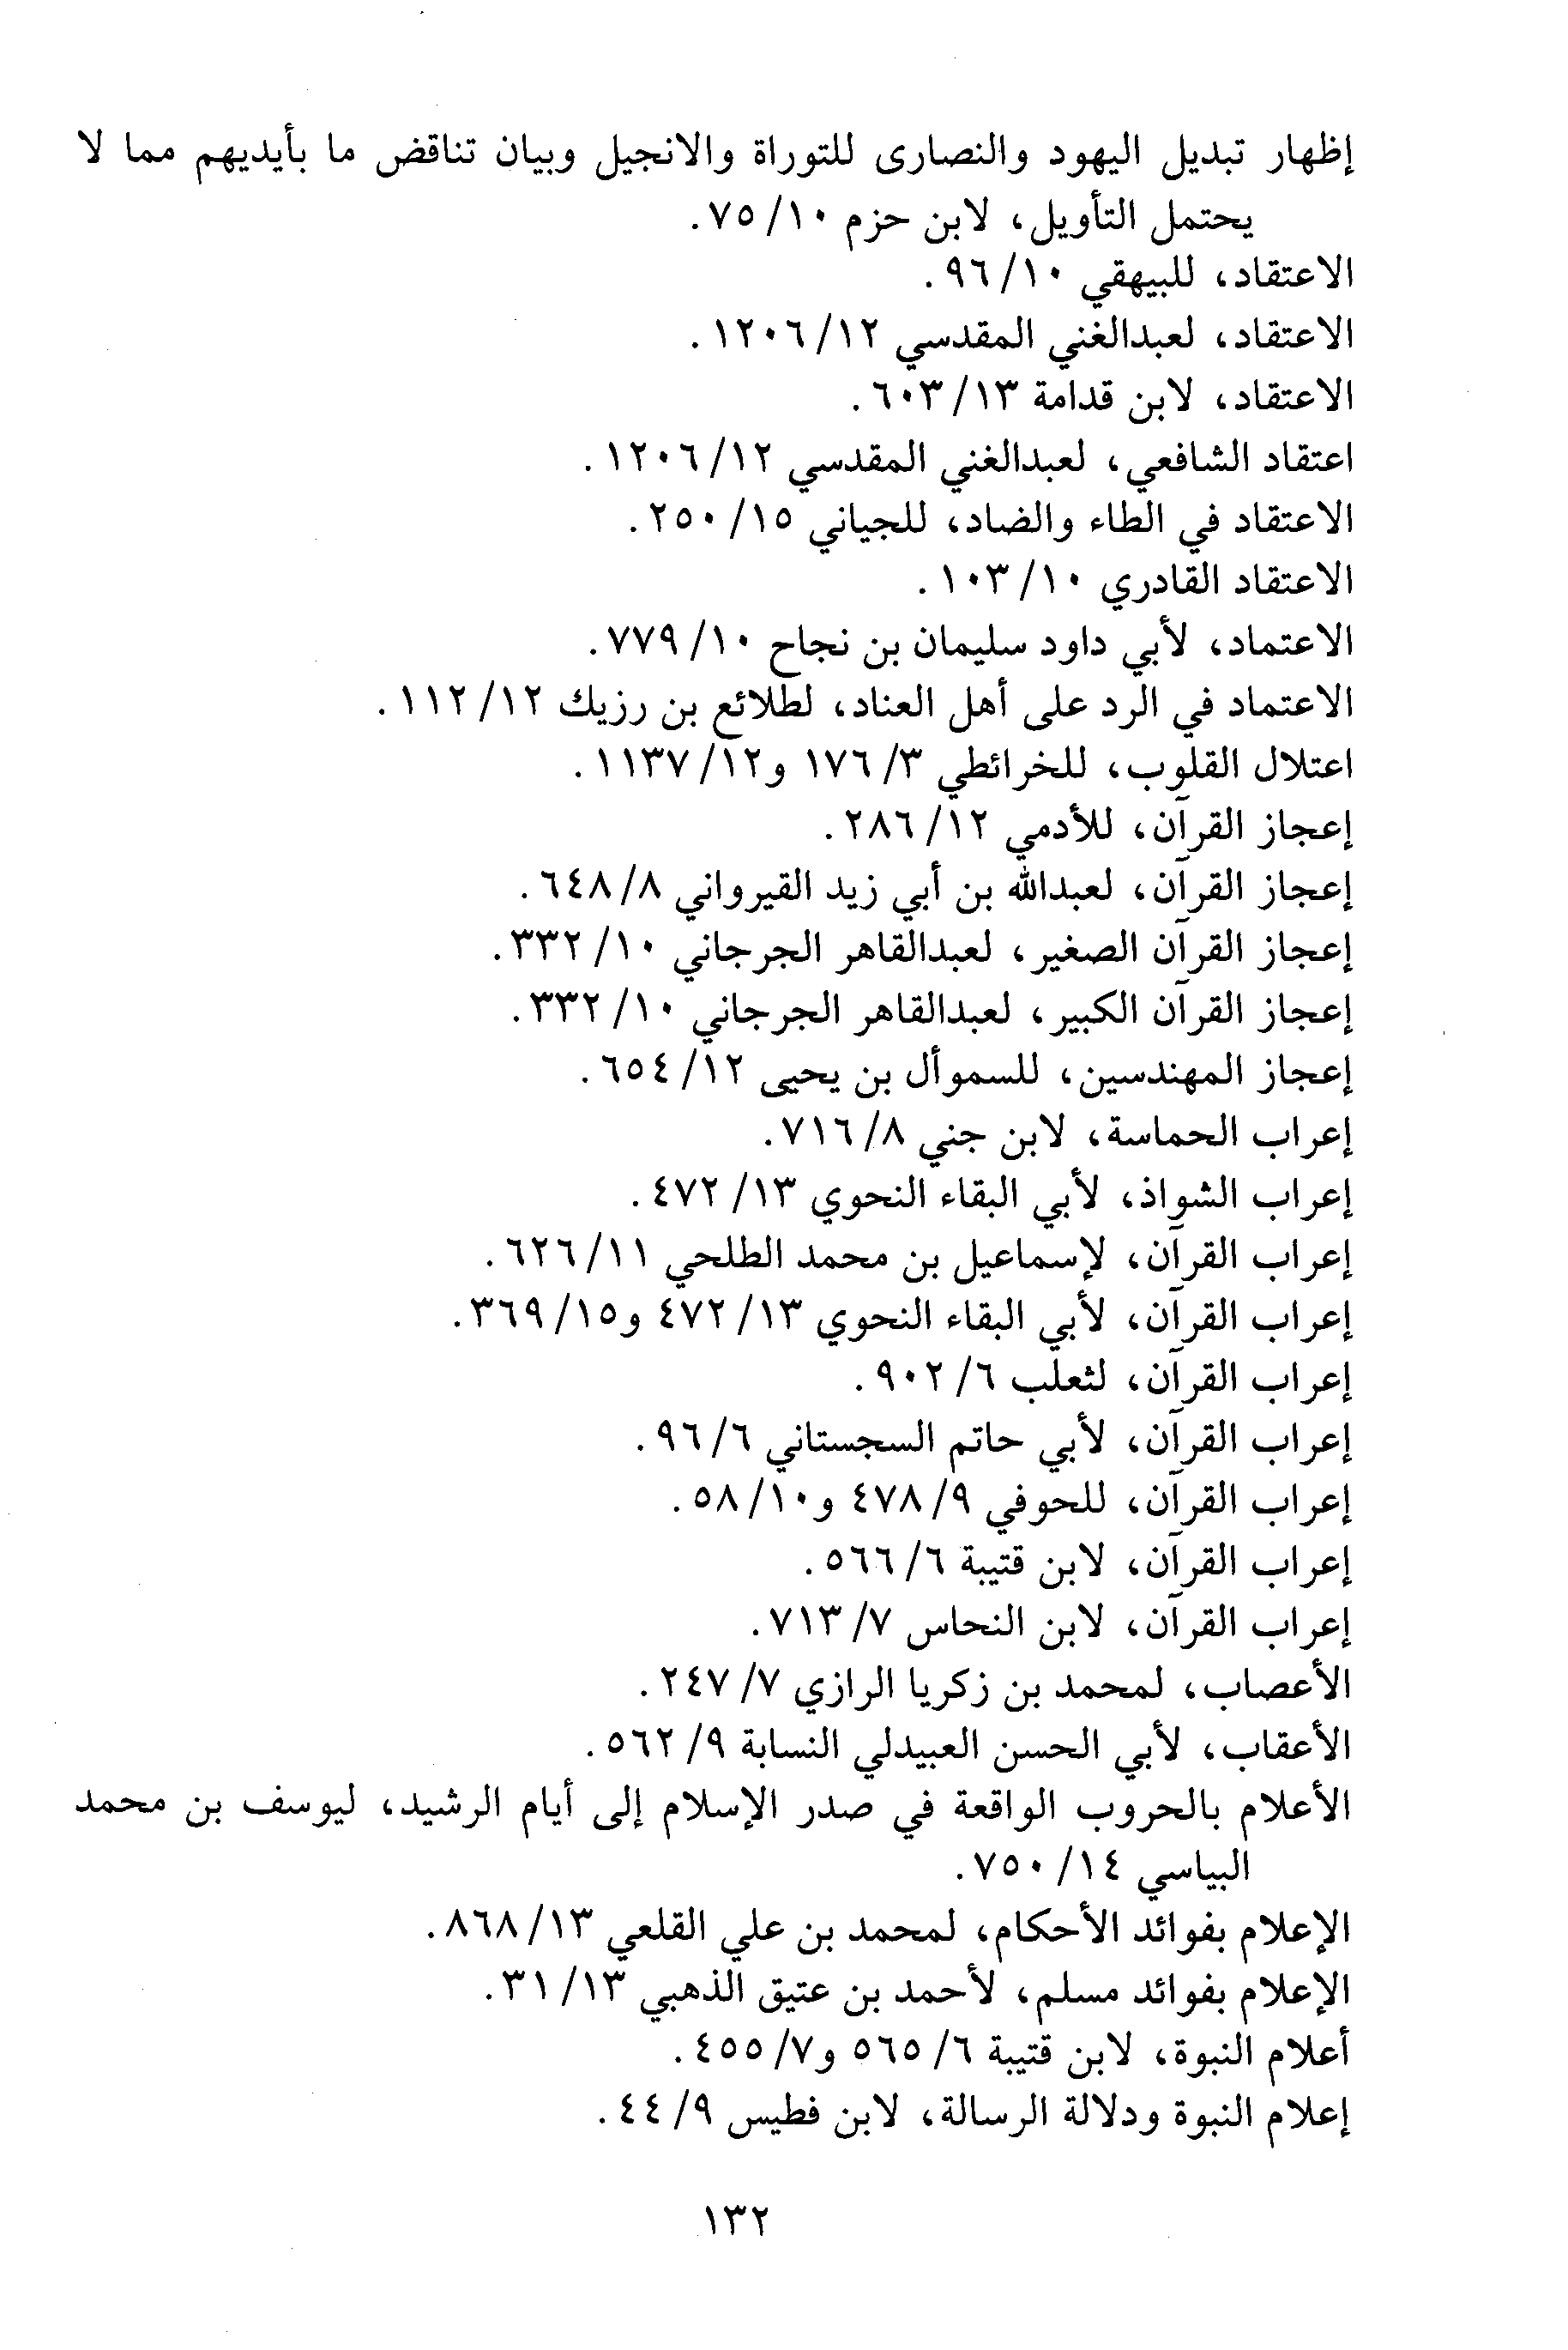 إظهار تبديل اليهود والنصارى للتوراة والانجيل وبيان تناقض ما بأيديهم مما لا
يحتمل التأويل، لابن حزم ١٠/ ٧٥.
الاعتقاد، للبيهقي ١٠/ ٩٦.
الاعتقاد، لعبدالغني المقدسي ١٢/ ١٢٠٦.
الاعتقاد، لابن قدامة ١٣/ ٦٠٣.
اعتقاد الشافعي، لعبدالغني المقدسي ١٢/ ١٢٠٦.
الاعتقاد في الطاء والضاد، للجياني ١٥/ ٢٥٠.
الاعتقاد القادري ١٠/ ١٠٣.
الاعتماد، لأبي داود سليمان بن نجاح ١٠/ ٧٧٩.
الاعتماد في الرد على أهل العناد، لطلائع بن رزيك ١٢/ ١١٢.
اعتلال القلوب، للخرائطي ٣/ ١٧٦ و١٢/ ١١٣٧.
إعجاز القرآن، للأدمي ١٢/ ٢٨٦.
إعجاز القرآن، لعبدالله بن أبي زيد القيرواني ٨/ ٦٤٨.
إعجاز القرآن الصغير، لعبدالقاهر الجرجاني ١٠/ ٣٣٢.
إعجاز القرآن الكبير، لعبدالقاهر الجرجاني ١٠/ ٣٣٢.
إعجاز المهندسين، للسموأل بن يحيى ١٢/ ٦٥٤.
إعراب الحماسة، لابن جني ٨/ ٧١٦.
إعراب الشواذ، لأبي البقاء النحوي ١٣/ ٤٧٢.
إعراب القرآن، لإسماعيل بن محمد الطلحي ١١/ ٦٢٦.
إعراب القرآن، لأبي البقاء النحوي ١٣/ ٤٧٢ و١٥/ ٣٦٩.
إعراب القرآن، لثعلب ٦/ ٩٠٢.
إعراب القرآن، لأبي حاتم السجستاني ٦/ ٩٦.
إعراب القرآن، للحوفي ٩/ ٤٧٨ و١٠/ ٥٨.
إعراب القرآن، لابن قتيبة ٦/ ٥٦٦.
إعراب القرآن، لابن النحاس ٧/ ٧١٣.
الأعصاب، لمحمد بن زكريا الرازي ٧/ ٢٤٧.
الأعقاب، لأبي الحسن العبيدلي النسابة ٩/ ٥٦٢.
الأعلام بالحروب الواقعة في صدر الإسلام إلى أيام الرشيد، ليوسف بن محمد
البياسي ١٤/ ٧٥٠.
الإعلام بفوائد الأحكام، لمحمد بن علي القلعي ١٣/ ٨٦٨.
الإعلام بفوائد مسلم، لأحمد بن عتيق الذهبي ١٣/ ٣١.
أعلام النبوة، لابن قتيبة ٦/ ٥٦٥ و٧/ ٤٥٥.
إعلام النبوة ودلالة الرسالة، لابن فطيس ٩/ ٤٤.
١٣٢